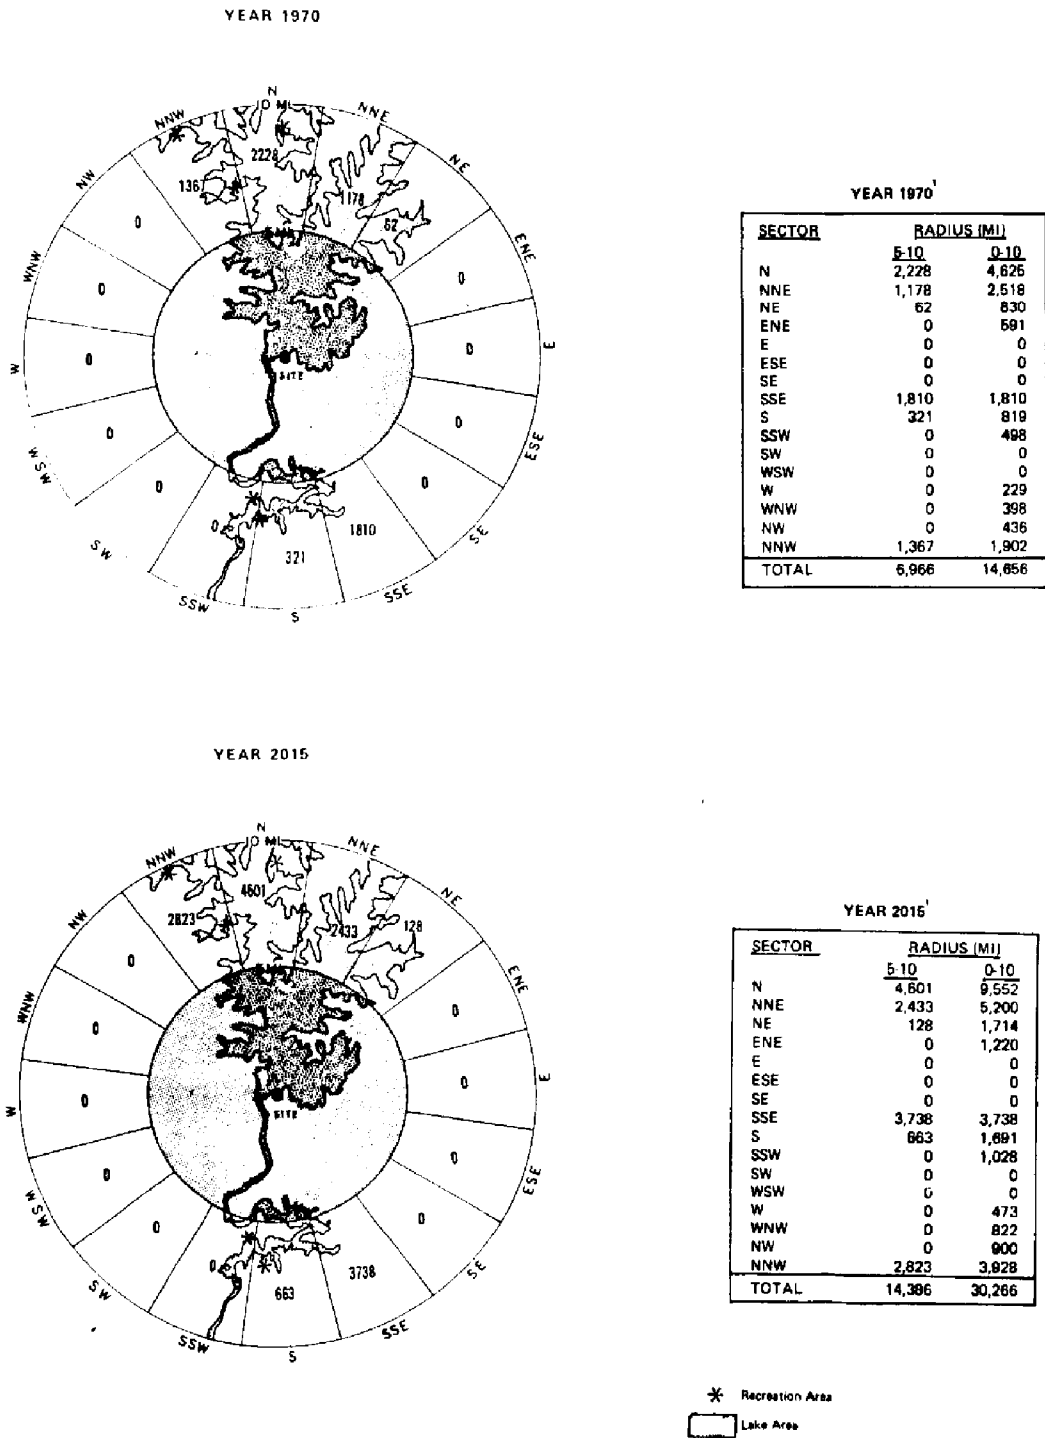 YEAR 1970
N
10 MI
NNW
NNE
NW
NE
2228
136
1178
62
0
WNW
ENE
5 MI
0
0
0
0
W
E
SITE
0
0
WSW
ESE
0
0
SW
0
1810
SE
321
SSW
SSE
S
YEAR 1970¹
SECTOR RADIUS (MI)
5-10 0-10
N 2,228 4,625
NNE 1,178 2,518
NE 62 830
ENE 0 591
E 0 0
ESE 0 0
SE 0 0
SSE 1,810 1,810
S 321 819
SSW 0 498
SW 0 0
WSW 0 0
W 0 229
WNW 0 398
NW 0 436
NNW 1,367 1,902
TOTAL 6,966 14,656
YEAR 2015
N
10 MI
NNW
NNE
NW
NE
4601
2823
2433
128
0
WNW
ENE
5 MI
0
0
0
0
W
E
SITE
0
0
WSW
ESE
0
0
SW
0
3738
SE
663
SSW
SSE
S
YEAR 2015¹
SECTOR RADIUS (MI)
5-10 0-10
N 4,601 9,552
NNE 2,433 5,200
NE 128 1,714
ENE 0 1,220
E 0 0
ESE 0 0
SE 0 0
SSE 3,738 3,738
S 663 1,691
SSW 0 1,028
SW 0 0
WSW 0 0
W 0 473
WNW 0 822
NW 0 900
NNW 2,823 3,928
TOTAL 14,386 30,266
Recreation Area
Lake Area